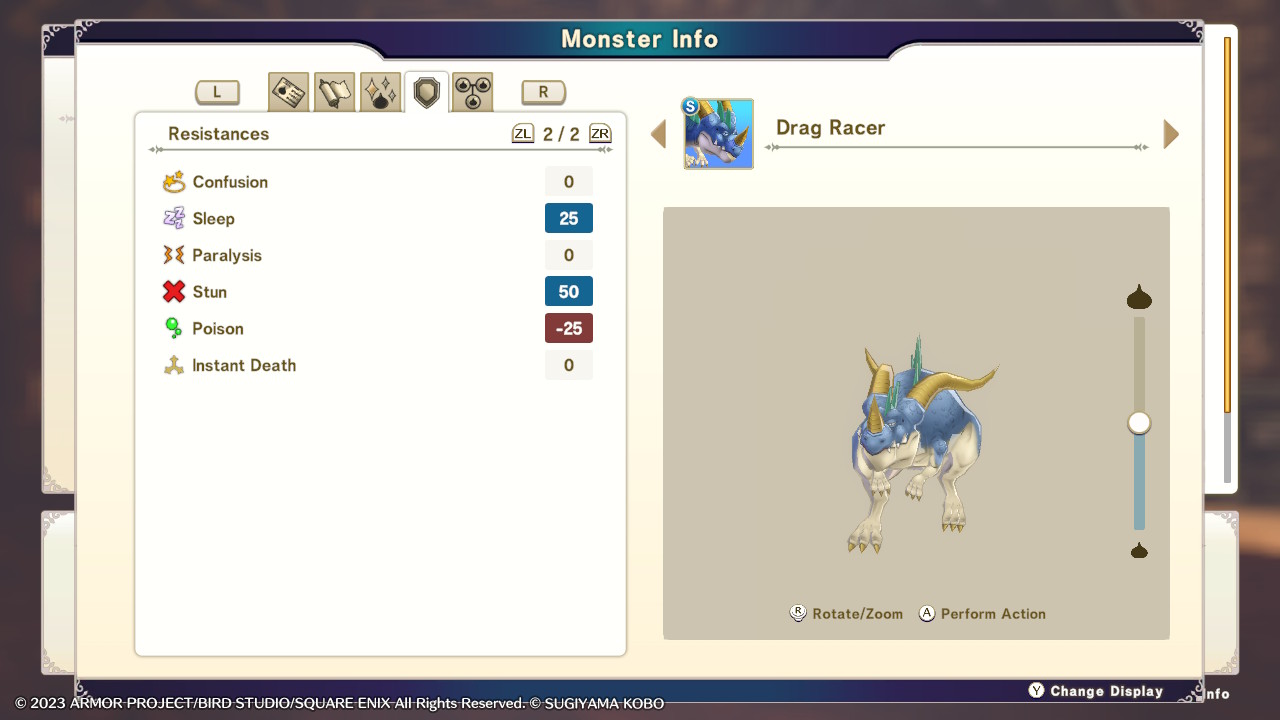 Monster Info
L
R
Resistances
ZL 2 / 2 ZR
Confusion 0
Sleep 25
Paralysis 0
Stun 50
Poison -25
Instant Death 0
S
Drag Racer
R Rotate/Zoom A Perform Action
Y Change Display
nfo
© 2023 ARMOR PROJECT/BIRD STUDIO/SQUARE ENIX All Rights Reserved. © SUGIYAMA KOBO